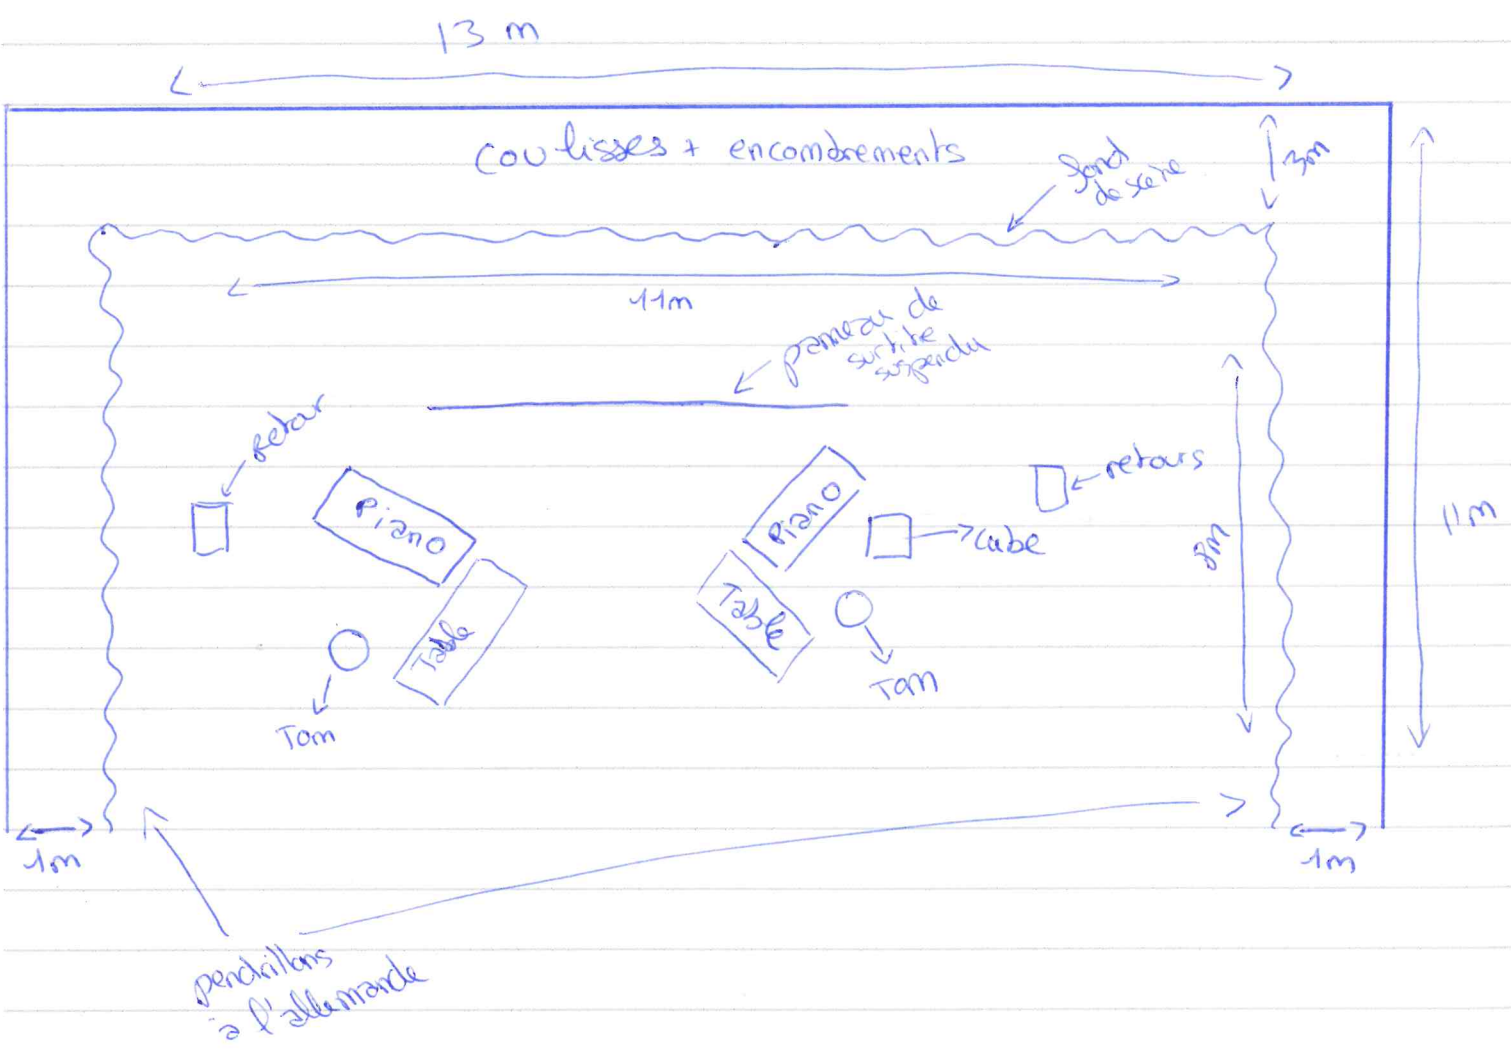 13 m
coulisses + encombrements
3m
fond
de scène
11m
panneau de
surtitre
suspendu
retour
retours
Piano
Piano
cube
8m
11m
Table
Table
Tom
Tom
1m
1m
pendrillons
à l'allemande